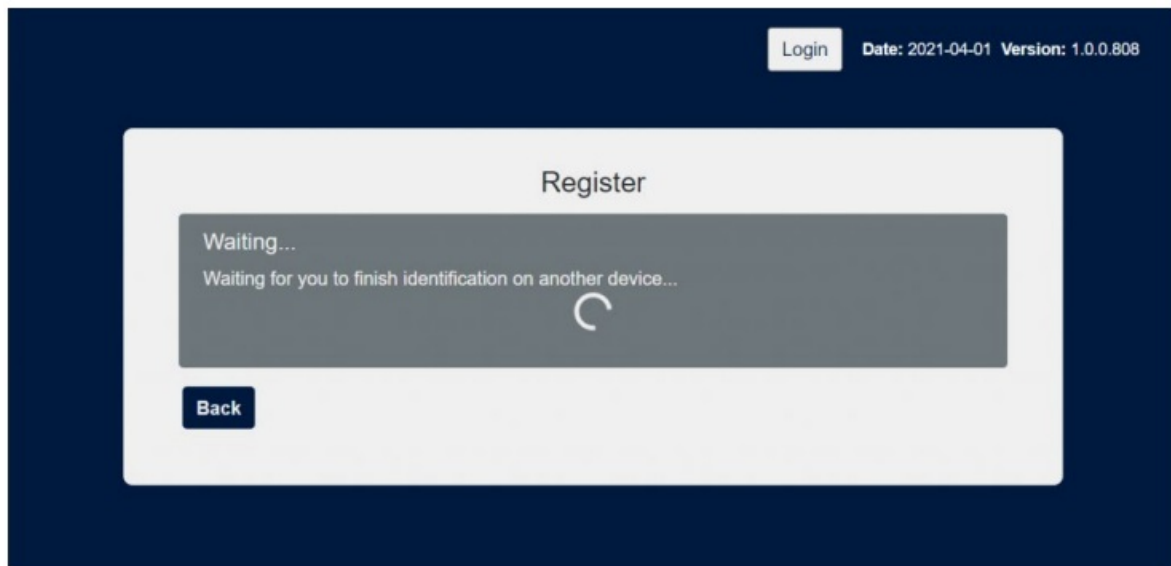 Login Date: 2021-04-01 Version: 1.0.0.808
Register
Waiting...
Waiting for you to finish identification on another device...
Back